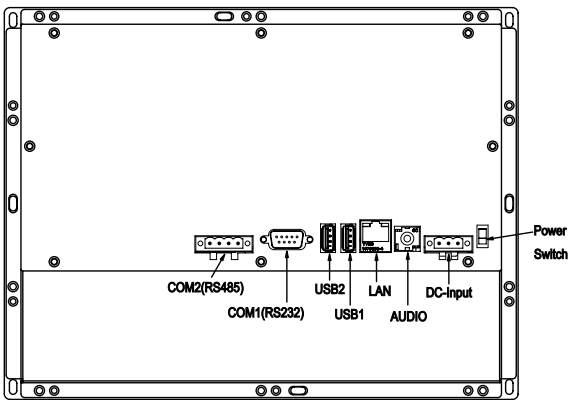 Power
Switch
COM2(RS485)
USB2
LAN
DC-Input
COM1(RS232)
USB1
AUDIO